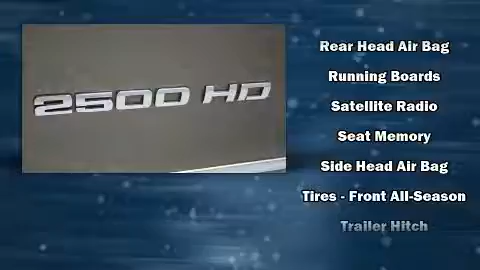 2500 HD
Rear Head Air Bag
Running Boards
Satellite Radio
Seat Memory
Side Head Air Bag
Tires - Front All-Season
Trailer Hitch